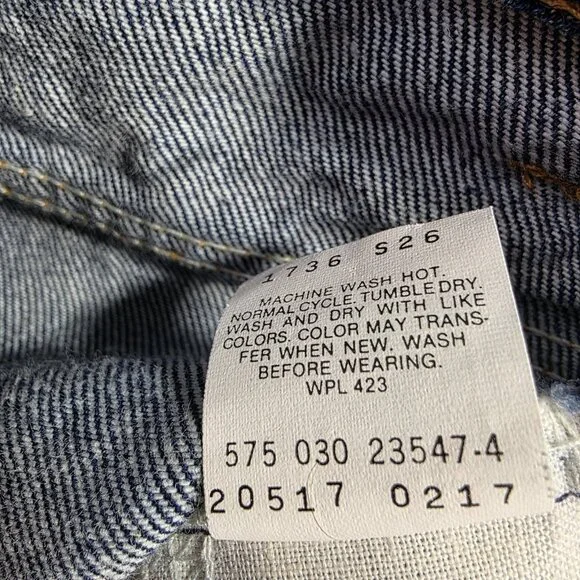 1736 S26
MACHINE WASH HOT.
NORMAL CYCLE. TUMBLE DRY.
WASH AND DRY WITH LIKE
COLORS. COLOR MAY TRANS-
FER WHEN NEW. WASH
BEFORE WEARING.
WPL 423
575 030 23547-4
20517 0217